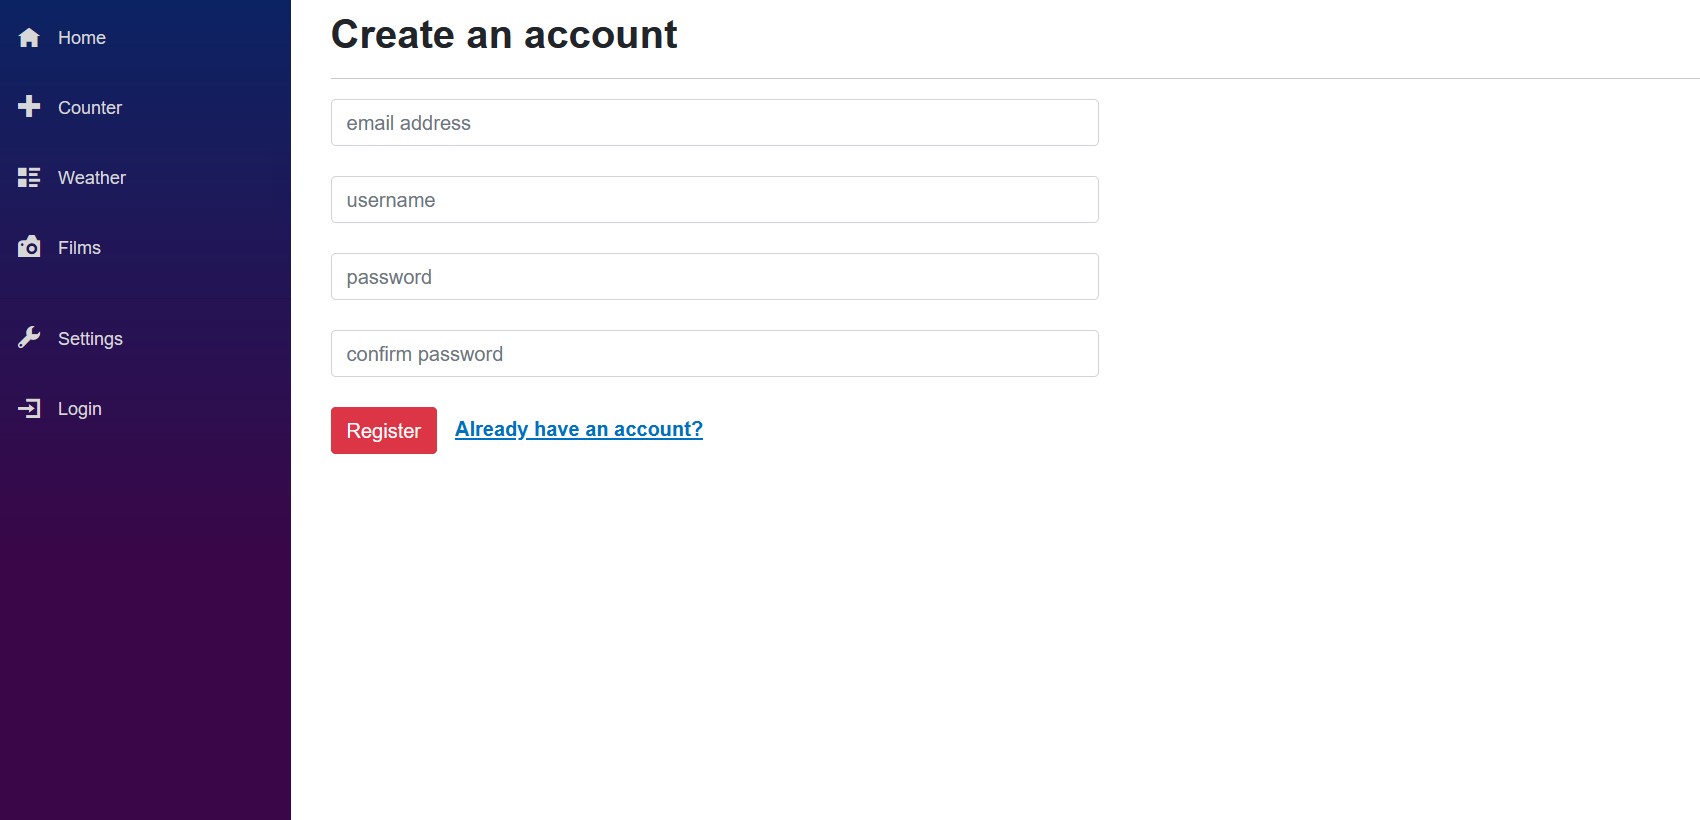 Home
Counter
Weather
Films
Settings
Login
Create an account
email address
username
password
confirm password
Register Already have an account?